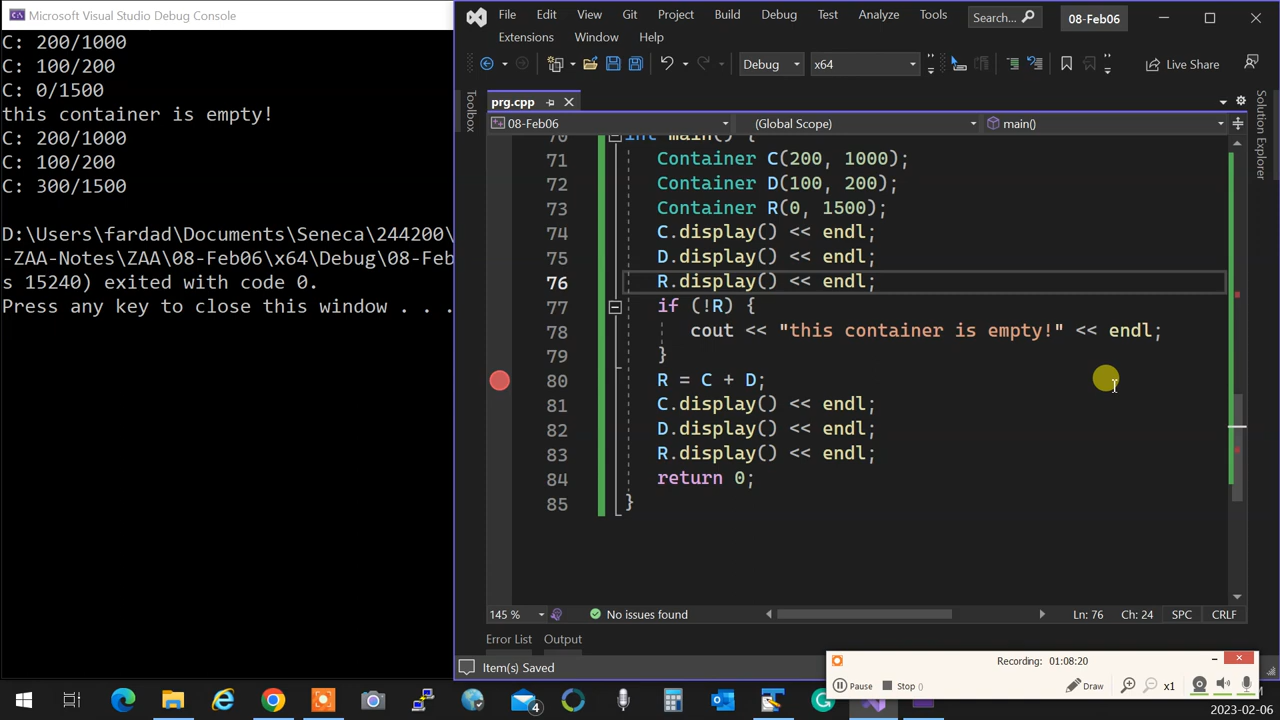 Microsoft Visual Studio Debug Console
C: 200/1000
C: 100/200
C: 0/1500
this container is empty!
C: 200/1000
C: 100/200
C: 300/1500
D:\Users\fardad\Documents\Seneca\244200\
-ZAA-Notes\ZAA\08-Feb06\x64\Debug\08-Feb
s 15240) exited with code 0.
Press any key to close this window . . .
File Edit View Git Project Build Debug Test Analyze Tools Search... 08-Feb06
Extensions Window Help
Debug x64 Live Share
prg.cpp
08-Feb06 (Global Scope) main()
Toolbox
Solution Explorer
70 int main() {
71 Container C(200, 1000);
72 Container D(100, 200);
73 Container R(0, 1500);
74 C.display() << endl;
75 D.display() << endl;
76 R.display() << endl;
77 if (!R) {
78 cout << "this container is empty!" << endl;
79 }
80 R = C + D;
81 C.display() << endl;
82 D.display() << endl;
83 R.display() << endl;
84 return 0;
85 }
145 % No issues found Ln: 76 Ch: 24 SPC CRLF
Error List Output
Item(s) Saved
Recording: 01:08:20
Pause Stop () Draw x1
4
2023-02-06